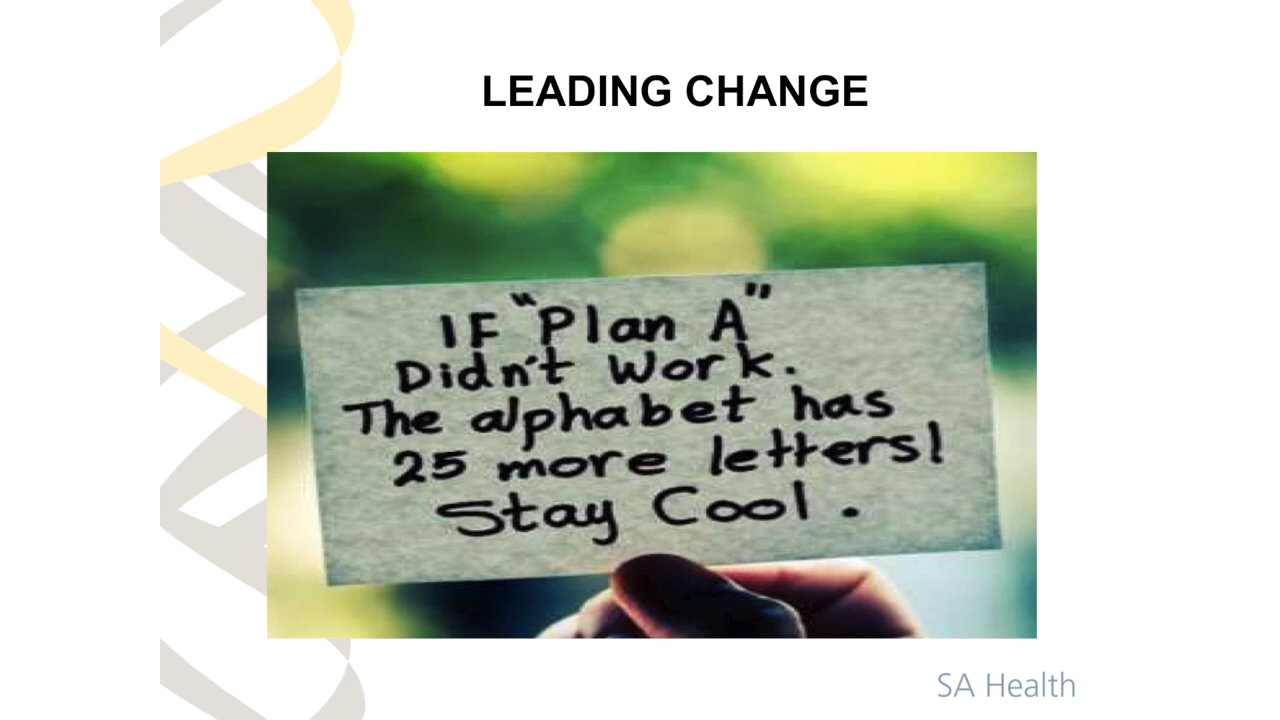 LEADING CHANGE
IF "Plan A"
Didn't Work.
The alphabet has
25 more letters!
Stay Cool.
SA Health